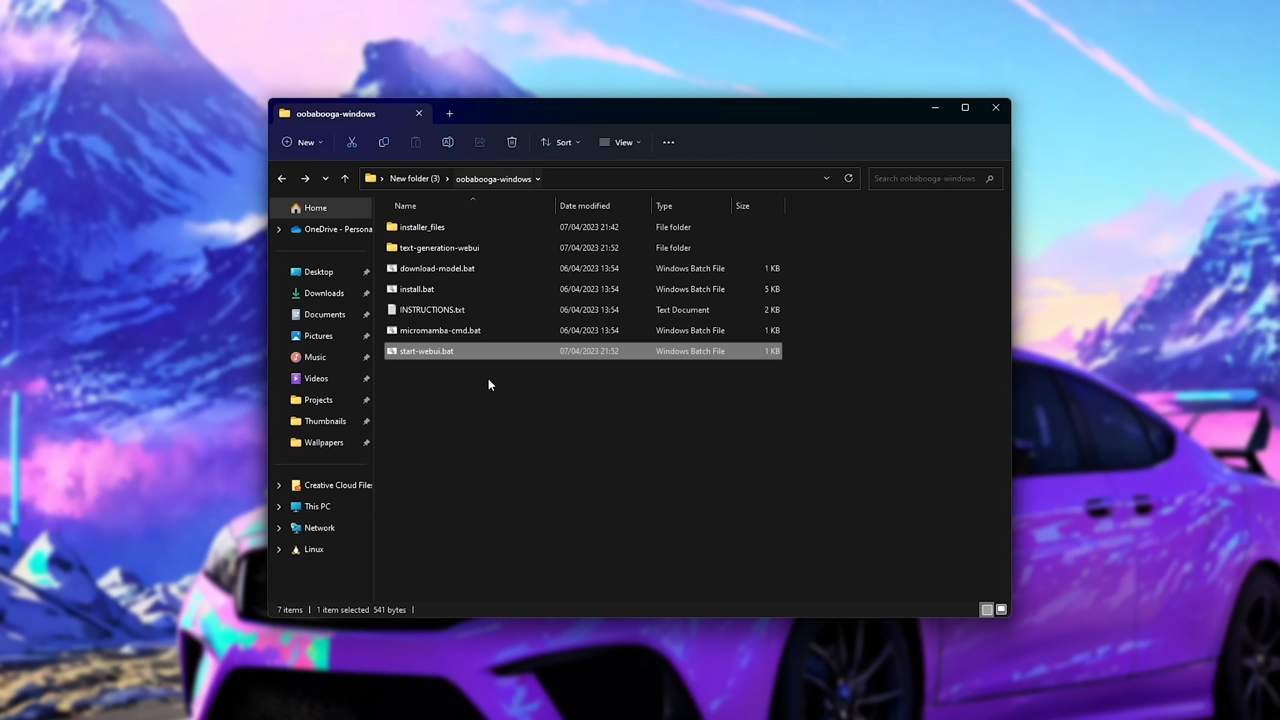 oobabooga-windows
New
Sort
View
New folder (3)
oobabooga-windows
Search oobabooga-windows
Name
Date modified
Type
Size
Home
OneDrive - Persona
Desktop
Downloads
Documents
Pictures
Music
Videos
Projects
Thumbnails
Wallpapers
Creative Cloud File
This PC
Network
Linux
installer_files 07/04/2023 21:42 File folder
text-generation-webui 07/04/2023 21:52 File folder
download-model.bat 06/04/2023 13:54 Windows Batch File 1 KB
install.bat 06/04/2023 13:54 Windows Batch File 5 KB
INSTRUCTIONS.txt 06/04/2023 13:54 Text Document 2 KB
micromamba-cmd.bat 06/04/2023 13:54 Windows Batch File 1 KB
start-webui.bat 07/04/2023 21:52 Windows Batch File 1 KB
7 items 1 item selected 541 bytes